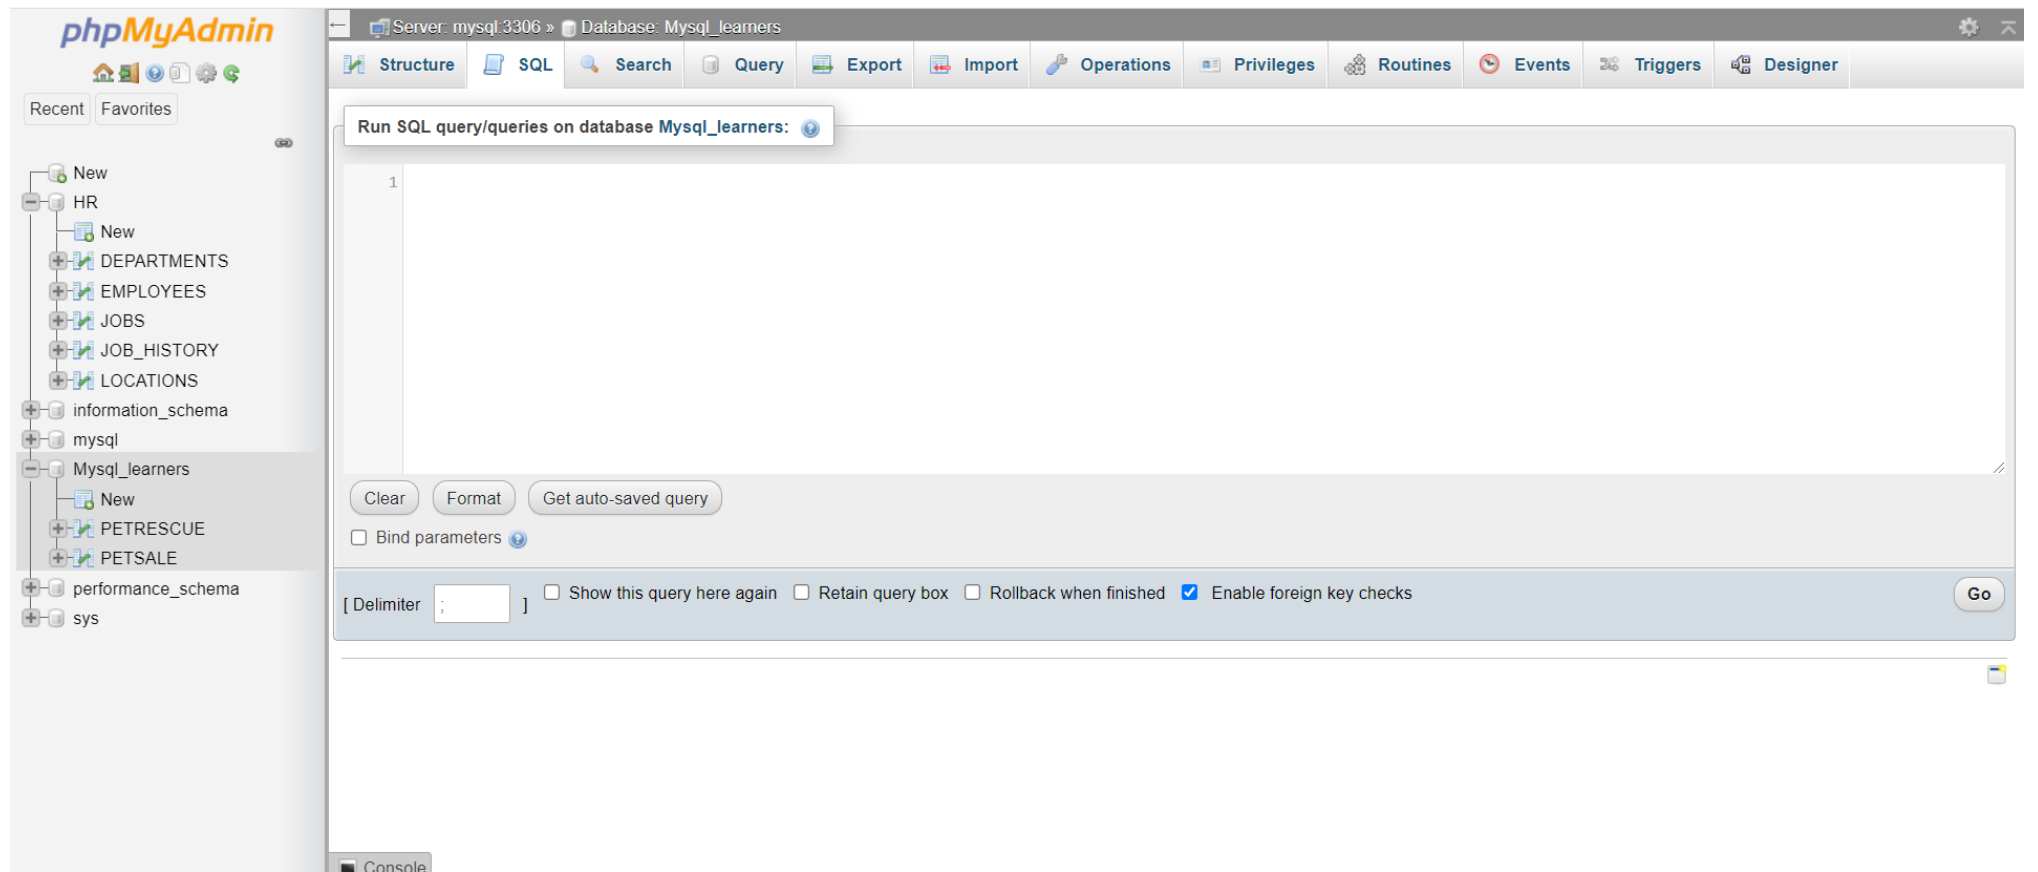 phpMyAdmin
Recent Favorites
New
HR
New
DEPARTMENTS
EMPLOYEES
JOBS
JOB_HISTORY
LOCATIONS
information_schema
mysql
Mysql_learners
New
PETRESCUE
PETSALE
performance_schema
sys
Server: mysql:3306 » Database: Mysql_learners
Structure SQL Search Query Export Import Operations Privileges Routines Events Triggers Designer
Run SQL query/queries on database Mysql_learners:
1
Clear Format Get auto-saved query
Bind parameters
[ Delimiter ; ] Show this query here again Retain query box Rollback when finished Enable foreign key checks Go
Console